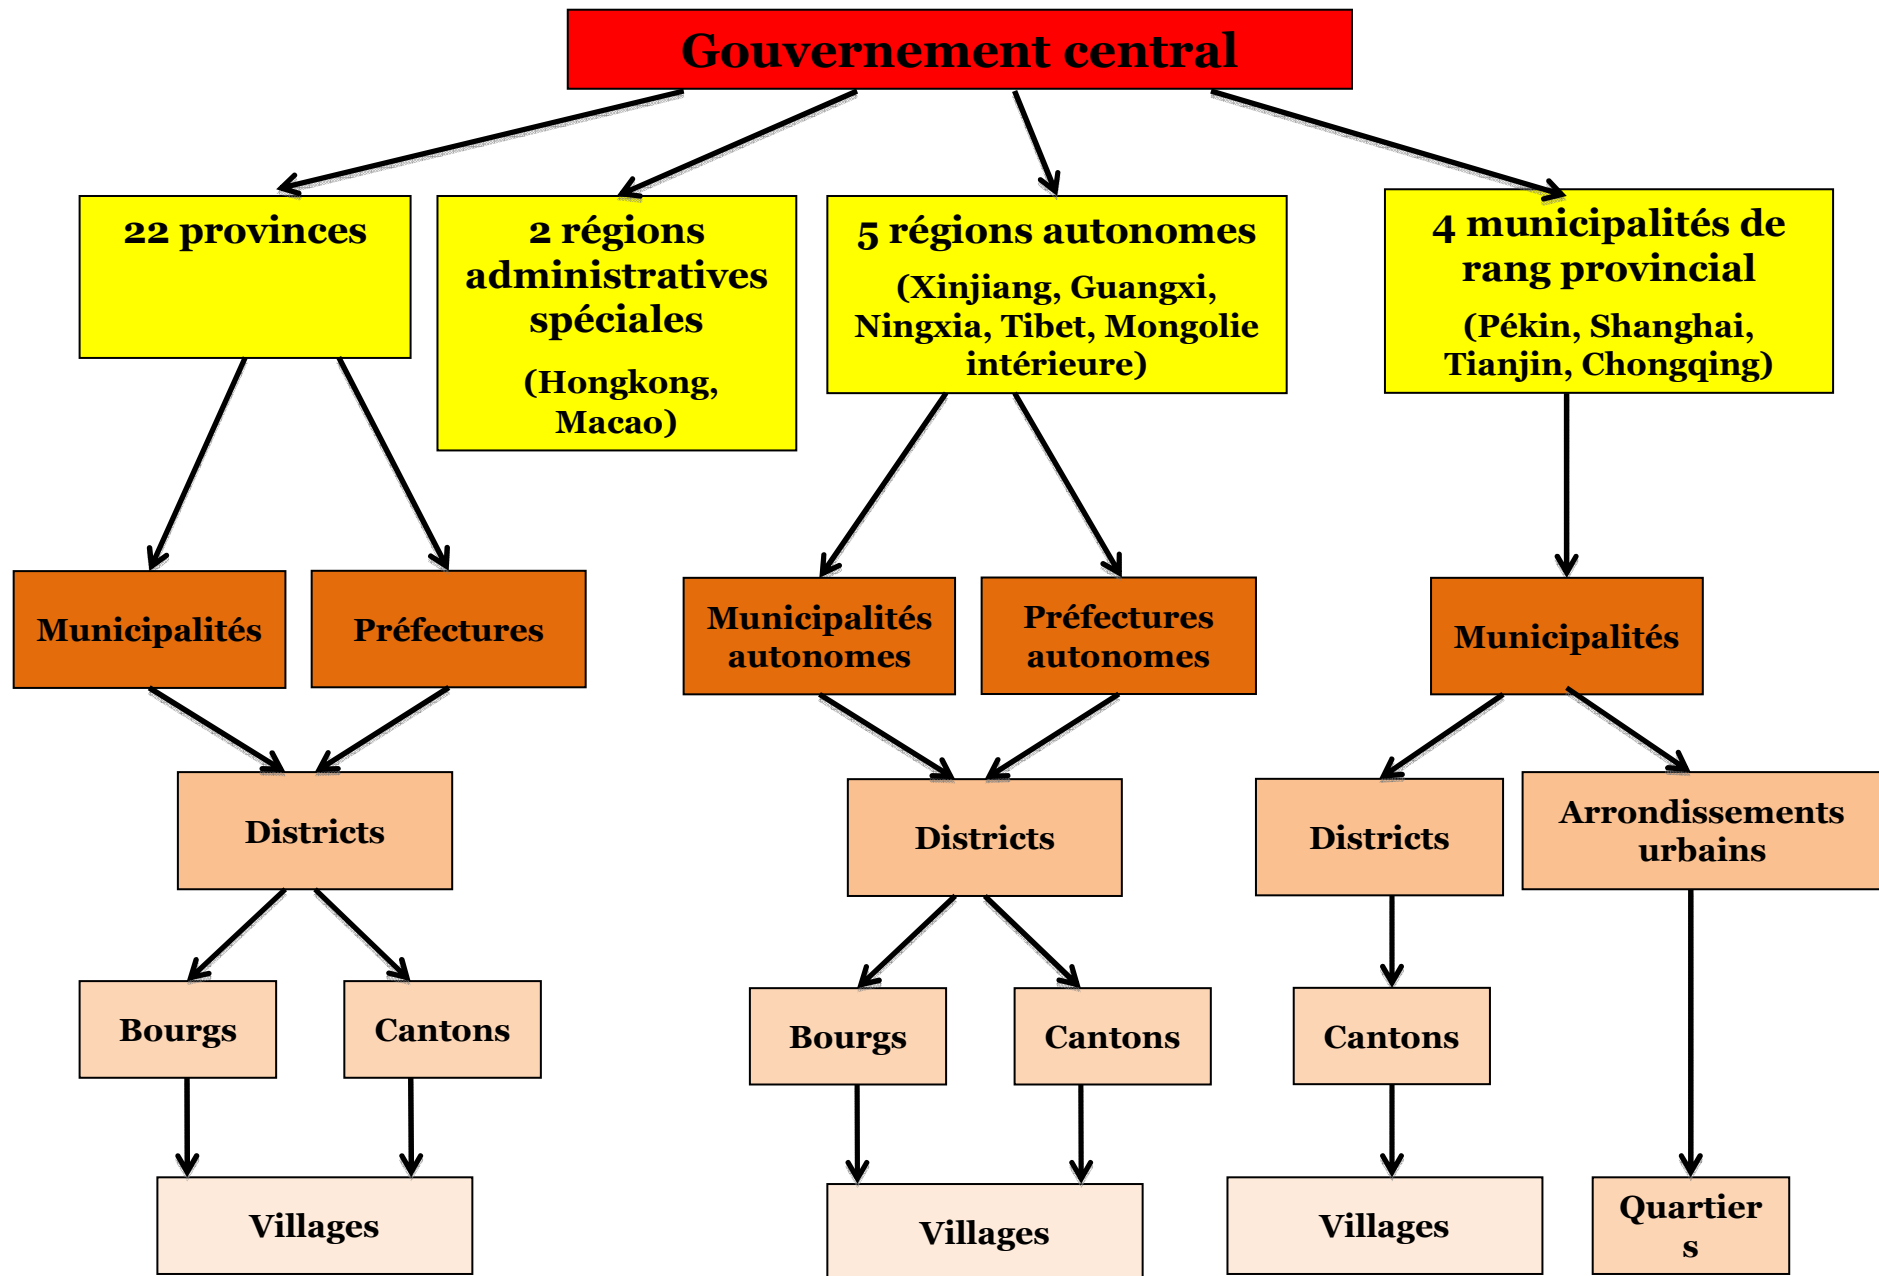 Gouvernement central
22 provinces
2 régions
administratives
spéciales
(Hongkong,
Macao)
5 régions autonomes
(Xinjiang, Guangxi,
Ningxia, Tibet, Mongolie
intérieure)
4 municipalités de
rang provincial
(Pékin, Shanghai,
Tianjin, Chongqing)
Municipalités
Préfectures
Municipalités
autonomes
Préfectures
autonomes
Municipalités
Districts
Districts
Districts
Arrondissements
urbains
Bourgs
Cantons
Bourgs
Cantons
Cantons
Villages
Villages
Villages
Quartier
s